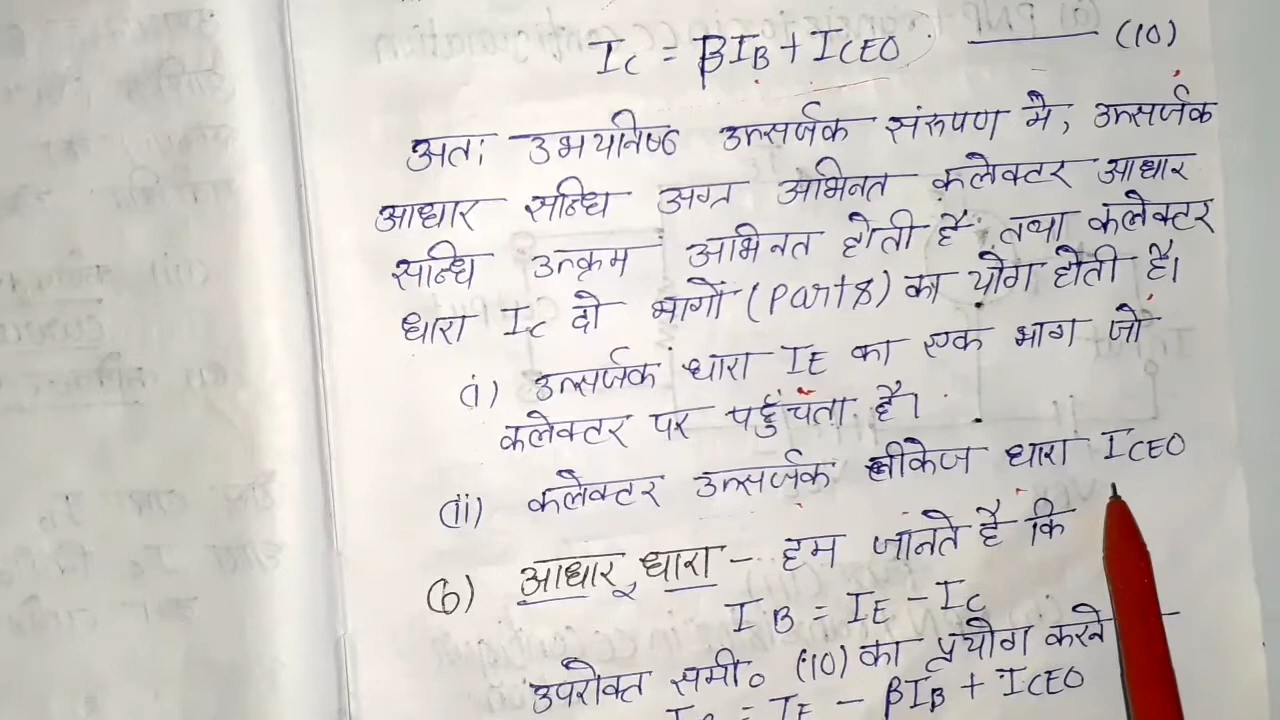 IC = βIB + ICEO ——— (10)
अतः उभयनिष्ठ उत्सर्जक संरुपण मे, उत्सर्जक
आधार सन्धि अग्र अभिनत कलेक्टर आधार
सन्धि उत्क्रम अभिनत होती है तथा कलेक्टर
धारा IC दो भागों (Parts) का योग होती है।
(i) उत्सर्जक धारा IE का एक भाग जो
कलेक्टर पर पहुँचता है।
(ii) कलेक्टर उत्सर्जक लीकेज धारा ICEO
(b) आधार धारा – हम जानते है कि
IB = IE – IC
उपरोक्त समी० (10) का प्रयोग करने
= IE – βIB + ICEO